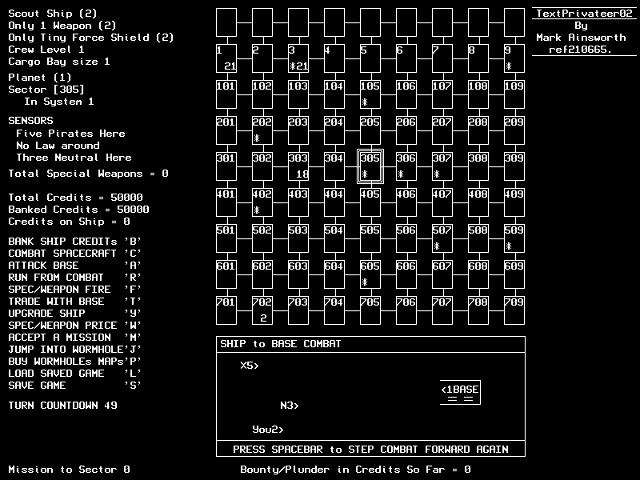 Scout Ship (2)
Only 1 Weapon (2)
Only Tiny Force Shield (2)
Crew Level 1
Cargo Bay size 1
Planet (1)
Sector [305]
In System 1
SENSORS
Five Pirates Here
No Law around
Three Neutral Here
Total Special Weapons = 0
Total Credits = 50000
Banked Credits = 50000
Credits on Ship = 0
BANK SHIP CREDITs 'B'
COMBAT SPACECRAFT 'C'
ATTACK BASE 'A'
RUN FROM COMBAT 'R'
SPEC/WEAPON FIRE 'F'
TRADE WITH BASE 'T'
UPGRADE SHIP 'Y'
SPEC/WEAPON PRICE 'W'
ACCEPT A MISSION 'M'
JUMP INTO WORMHOLE'J'
BUY WORMHOLEs MAPs'P'
LOAD SAVED GAME 'L'
SAVE GAME 'S'
TURN COUNTDOWN 49
Mission to Sector 0
1 2 3 4 5 6 7 8 9
21 *21 *
101 102 103 104 105 106 107 108 109
*
201 202 203 204 205 206 207 208 209
*
301 302 303 304 305 306 307 308 309
18 * * *
401 402 403 404 405 406 407 408 409
*
501 502 503 504 505 506 507 508 509
* *
601 602 603 604 605 606 607 608 609
*
701 702 703 704 705 706 707 708 709
2
SHIP to BASE COMBAT
X5>
<1BASE
N3>
You2>
PRESS SPACEBAR to STEP COMBAT FORWARD AGAIN
Bounty/Plunder in Credits So Far = 0
TextPrivateer02
By
Mark Ainsworth
ref210665.